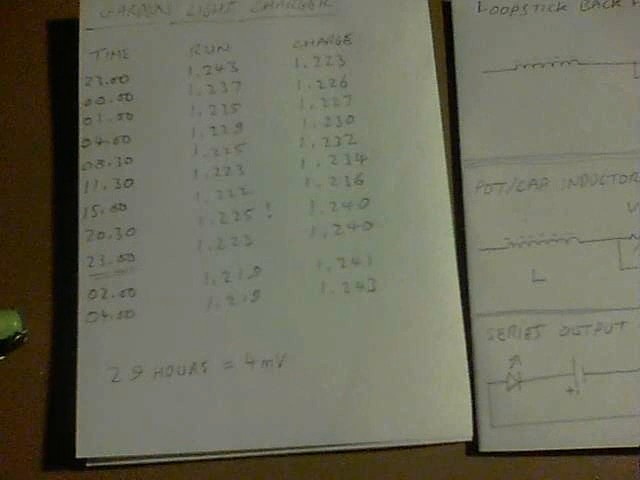 LIGHT CHARGER
TIME RUN CHARGE
23.00 1.243 1.223
00.00 1.237 1.226
01.00 1.225 1.227
04.00 1.229 1.230
08.30 1.225 1.232
11.30 1.223 1.234
15.00 1.222 1.236
20.30 1.225! 1.240
23.00 1.223 1.240
02.00 1.219 1.241
04.00 1.219 1.243
29 HOURS = 4mV
LOOPSTICK BACK
POT/CAP INDUCTOR
V
L
SERIES OUTPUT
+